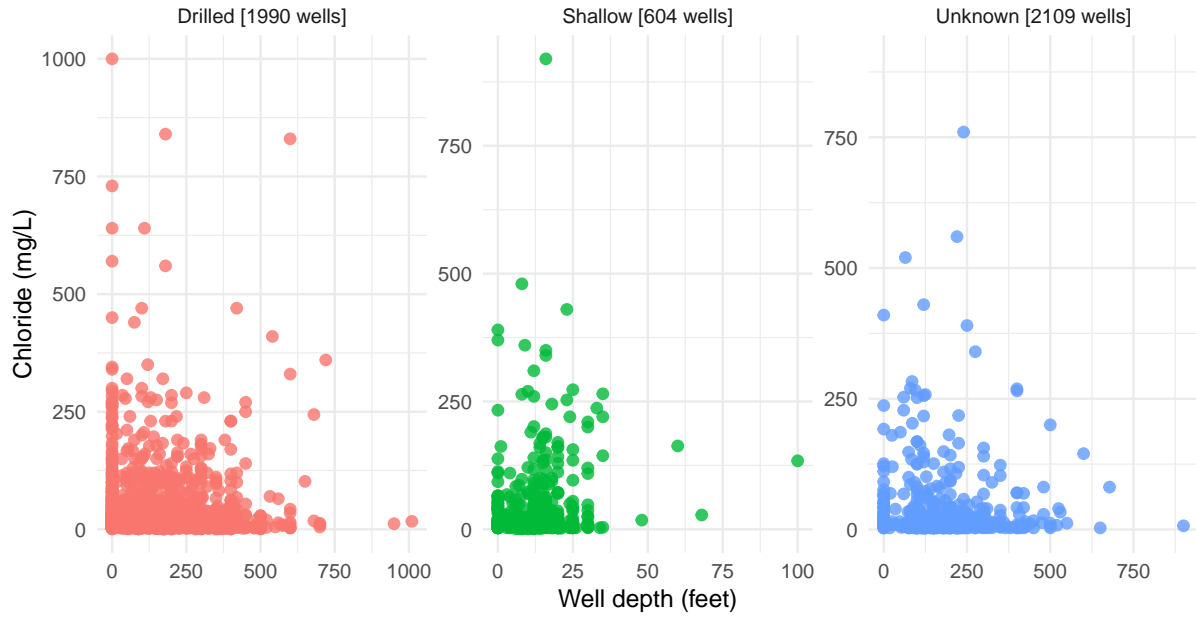 Drilled [1990 wells]
Shallow [604 wells]
Unknown [2109 wells]
Chloride (mg/L)
1000
750
500
250
0
750
500
250
0
750
500
250
0
0 250 500 750 1000
0 25 50 75 100
0 250 500 750
Well depth (feet)